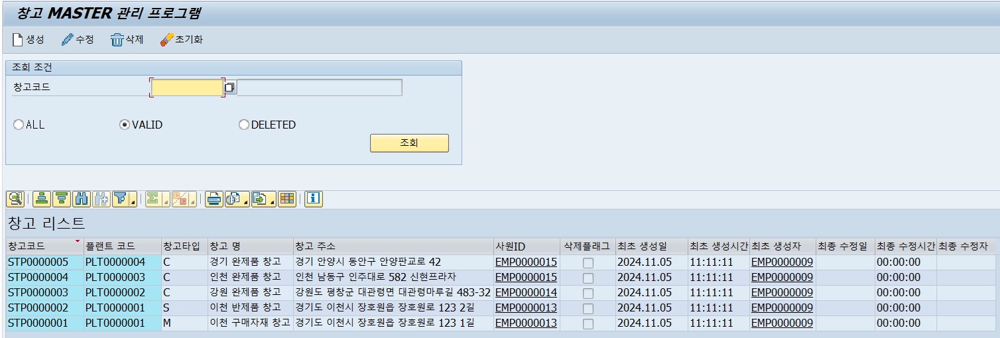 창고 MASTER 관리 프로그램
생성 수정 삭제 초기화
조회 조건
창고코드
ALL VALID DELETED
조회
창고 리스트
창고코드 플랜트 코드 창고타입 창고 명 창고 주소 사원ID 삭제플래그 최초 생성일 최초 생성시간 최초 생성자 최종 수정일 최종 수정시간 최종 수정자
STP0000005 PLT0000004 C 경기 완제품 창고 경기 안양시 동안구 안양판교로 42 EMP0000015 2024.11.05 11:11:11 EMP0000009 00:00:00
STP0000004 PLT0000003 C 인천 완제품 창고 인천 남동구 인주대로 582 신현프라자 EMP0000015 2024.11.05 11:11:11 EMP0000009 00:00:00
STP0000003 PLT0000002 C 강원 완제품 창고 강원도 평창군 대관령면 대관령마루길 483-32 EMP0000014 2024.11.05 11:11:11 EMP0000009 00:00:00
STP0000002 PLT0000001 S 이천 반제품 창고 경기도 이천시 장호원읍 장호원로 123 2길 EMP0000013 2024.11.05 11:11:11 EMP0000009 00:00:00
STP0000001 PLT0000001 M 이천 구매자재 창고 경기도 이천시 장호원읍 장호원로 123 1길 EMP0000013 2024.11.05 11:11:11 EMP0000009 00:00:00